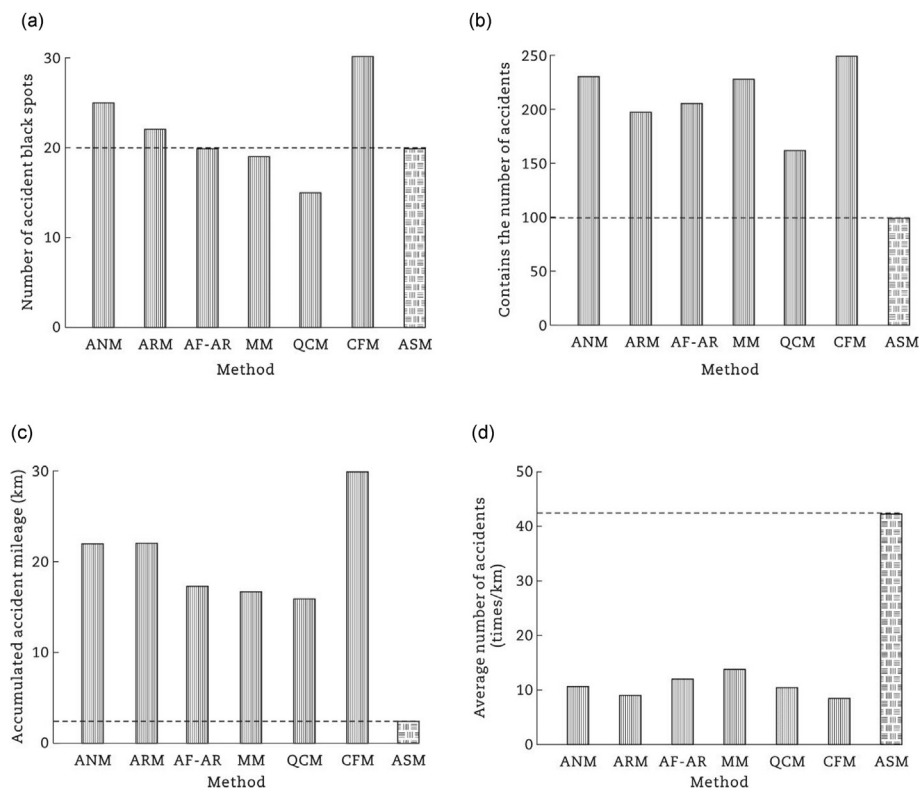 (a)
Number of accident black spots
30
20
10
0
ANM ARM AF-AR MM QCM CFM ASM
Method
(b)
Contains the number of accidents
250
200
150
100
50
0
ANM ARM AF-AR MM QCM CFM ASM
Method
(c)
Accumulated accident mileage (km)
30
20
10
0
ANM ARM AF-AR MM QCM CFM ASM
Method
(d)
Average number of accidents
(times/km)
50
40
30
20
10
0
ANM ARM AF-AR MM QCM CFM ASM
Method